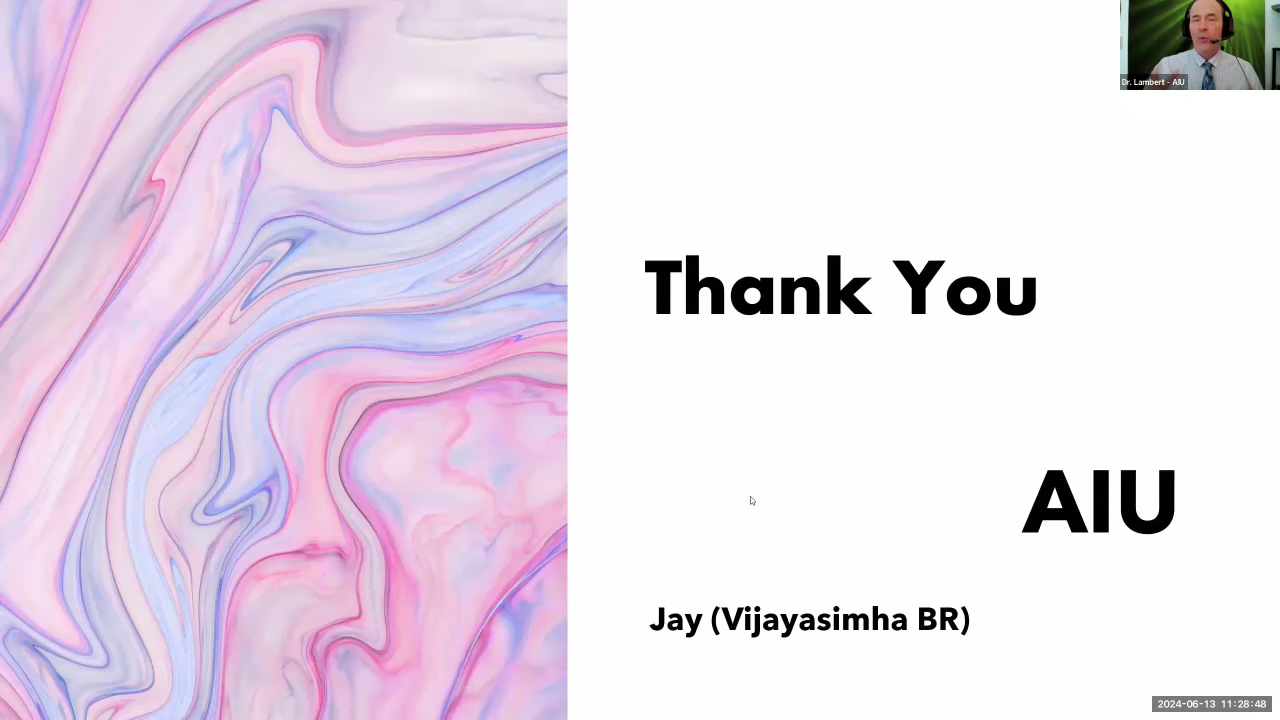 Dr. Lambert - AIU
Thank You
AIU
Jay (Vijayasimha BR)
2024-06-13 11:28:48